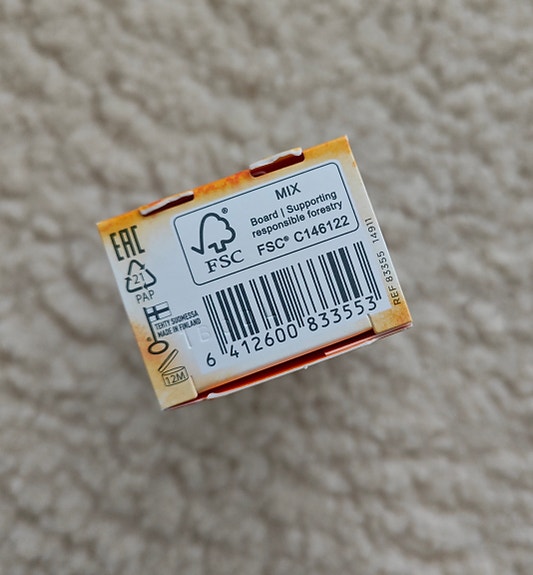 EAC
21
PAP
TEHTY SUOMESSA
MADE IN FINLAND
12M
FSC®
MIX
Board | Supporting
responsible forestry
FSC® C146122
6 412600 833553
REF 83355 14911